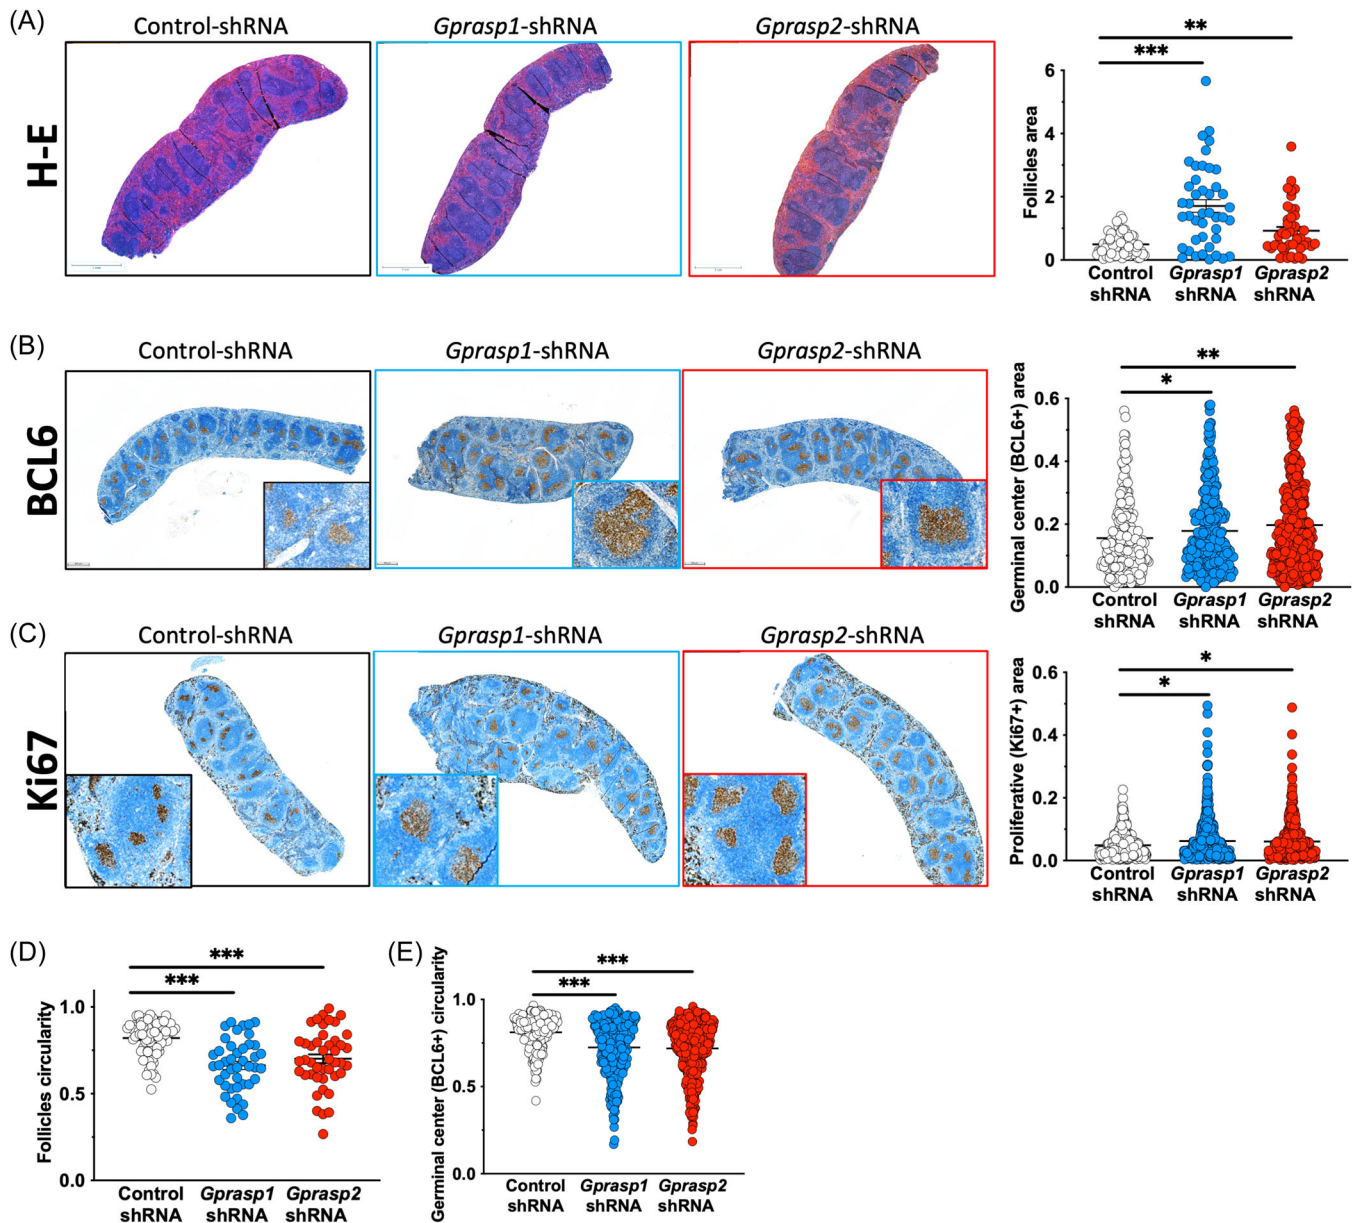 (A)
Control-shRNA
Gprasp1-shRNA
Gprasp2-shRNA
H-E
**
***
6
4
2
0
Follicles area
Control
shRNA
Gprasp1
shRNA
Gprasp2
shRNA
(B)
Control-shRNA
Gprasp1-shRNA
Gprasp2-shRNA
BCL6
**
*
0.6
0.4
0.2
0.0
Germinal center (BCL6+) area
Control
shRNA
Gprasp1
shRNA
Gprasp2
shRNA
(C)
Control-shRNA
Gprasp1-shRNA
Gprasp2-shRNA
Ki67
*
*
0.6
0.4
0.2
0.0
Proliferative (Ki67+) area
Control
shRNA
Gprasp1
shRNA
Gprasp2
shRNA
(D)
***
***
1.0
0.5
0.0
Follicles circularity
Control
shRNA
Gprasp1
shRNA
Gprasp2
shRNA
(E)
***
***
1.0
0.5
0.0
Germinal center (BCL6+) circularity
Control
shRNA
Gprasp1
shRNA
Gprasp2
shRNA